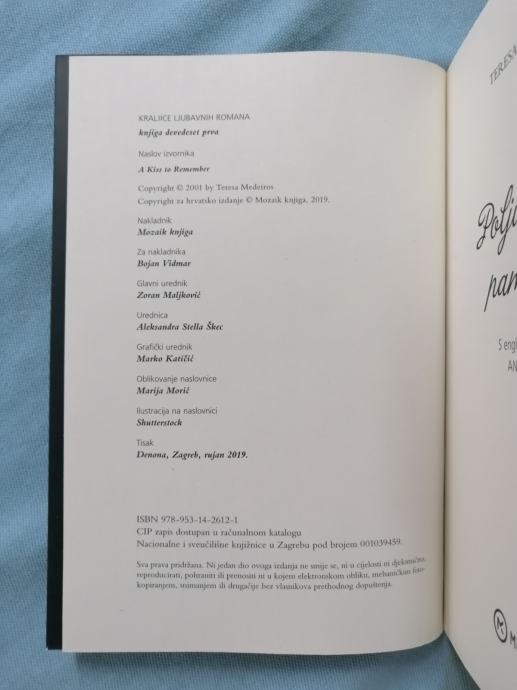 KRALJICE LJUBAVNIH ROMANA
knjiga devedeset prva
Naslov izvornika
A Kiss to Remember
Copyright © 2001 by Teresa Medeiros
Copyright za hrvatsko izdanje © Mozaik knjiga, 2019.
Nakladnik
Mozaik knjiga
Za nakladnika
Bojan Vidmar
Glavni urednik
Zoran Maljković
Urednica
Aleksandra Stella Škec
Grafički urednik
Marko Katičić
Oblikovanje naslovnice
Marija Morić
Ilustracija na naslovnici
Shutterstock
Tisak
Denona, Zagreb, rujan 2019.
ISBN 978-953-14-2612-1
CIP zapis dostupan u računalnom katalogu
Nacionalne i sveučilišne knjižnice u Zagrebu pod brojem 001039459.
Sva prava pridržana. Ni jedan dio ovoga izdanja ne smije se, ni u cijelosti ni djelomično,
reproducirati, pohraniti ili prenositi ni u kojem elektronskom obliku, mehaničkim foto-
kopiranjem, snimanjem ili drugačije bez vlasnikova prethodnog dopuštenja.
TERESA
S engl
AN